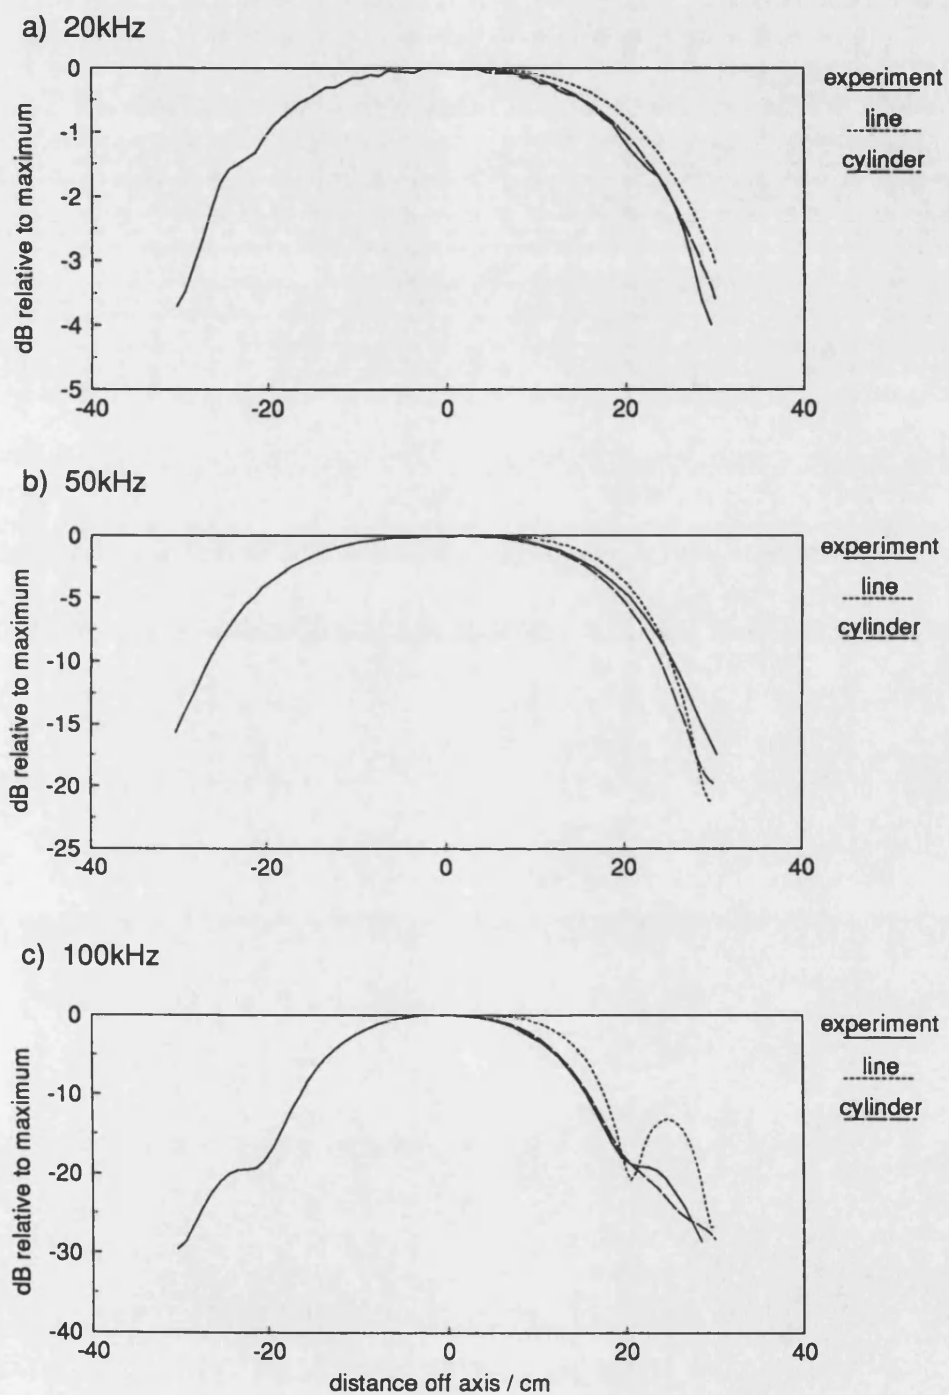 a) 20kHz
dB relative to maximum
0
-1
-2
-3
-4
-5
-40
-20
0
20
40
experiment
line
cylinder
b) 50kHz
dB relative to maximum
0
-5
-10
-15
-20
-25
-40
-20
0
20
40
experiment
line
cylinder
c) 100kHz
dB relative to maximum
0
-10
-20
-30
-40
-40
-20
0
20
40
experiment
line
cylinder
distance off axis / cm